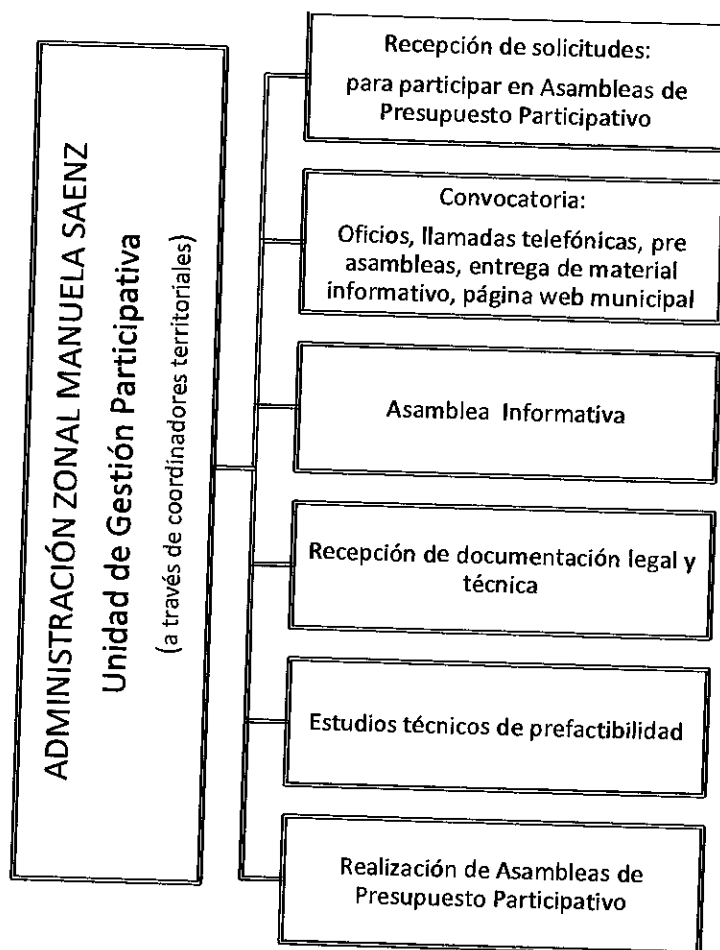 ADMINISTRACIÓN ZONAL MANUELA SAENZ
Unidad de Gestión Participativa
(a través de coordinadores territoriales)
Recepción de solicitudes:
para participar en Asambleas de
Presupuesto Participativo
Convocatoria:
Oficios, llamadas telefónicas, pre
asambleas, entrega de material
informativo, página web municipal
Asamblea Informativa
Recepción de documentación legal y
técnica
Estudios técnicos de prefactibilidad
Realización de Asambleas de
Presupuesto Participativo